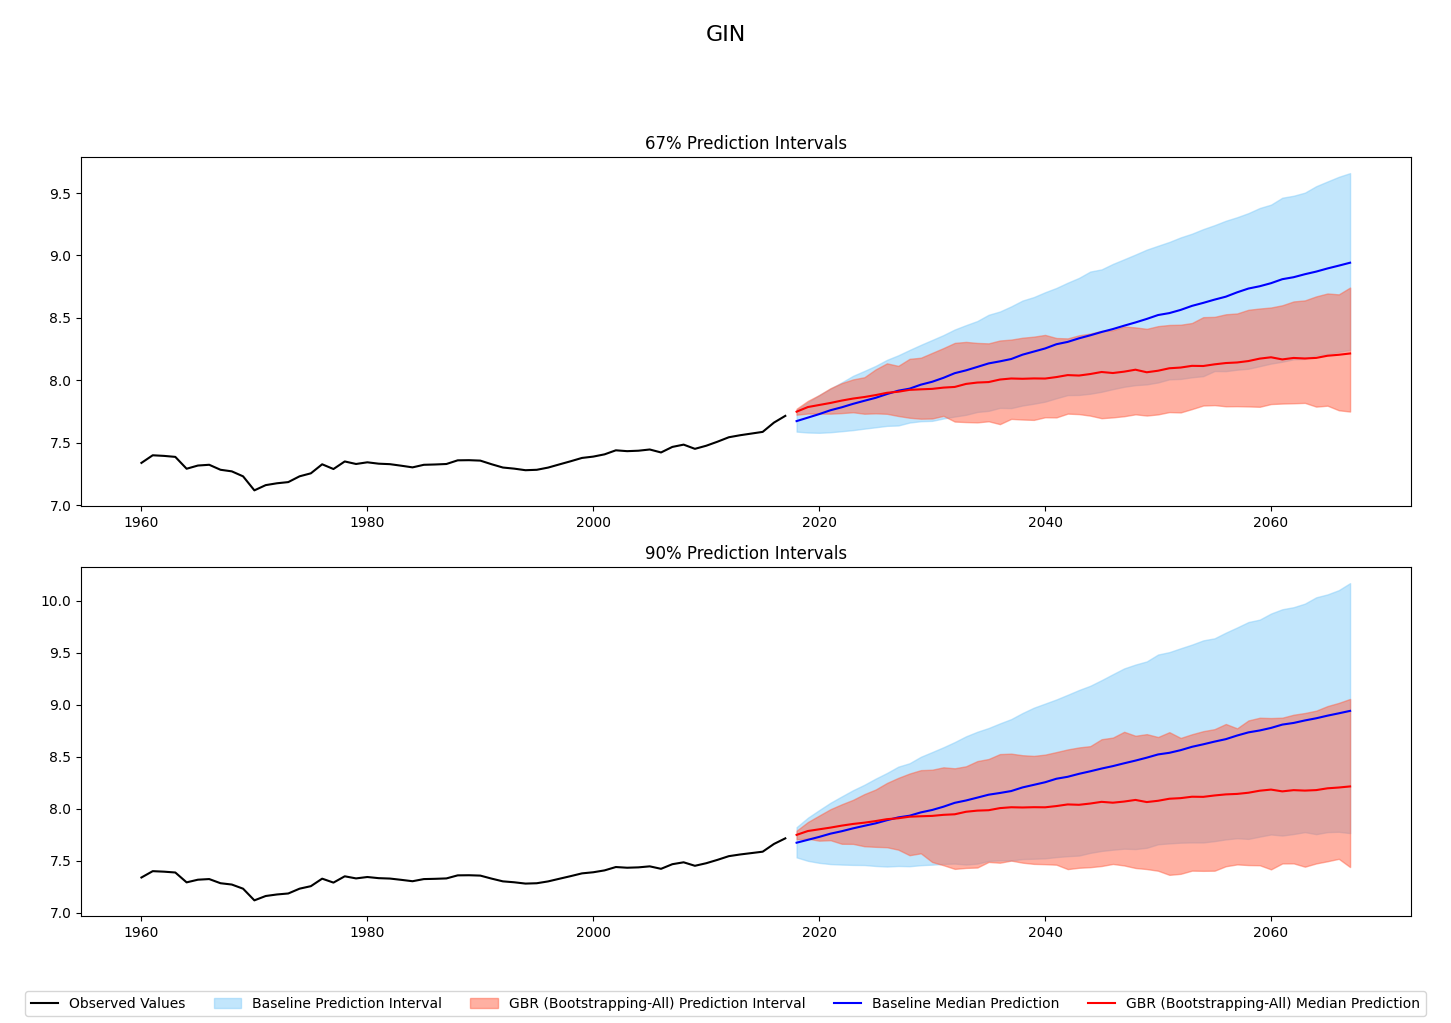 GIN
67% Prediction Intervals
9.5
9.0
8.5
8.0
7.5
7.0
1960 1980 2000 2020 2040 2060
90% Prediction Intervals
10.0
9.5
9.0
8.5
8.0
7.5
7.0
1960 1980 2000 2020 2040 2060
Observed Values Baseline Prediction Interval GBR (Bootstrapping-All) Prediction Interval Baseline Median Prediction GBR (Bootstrapping-All) Median Prediction